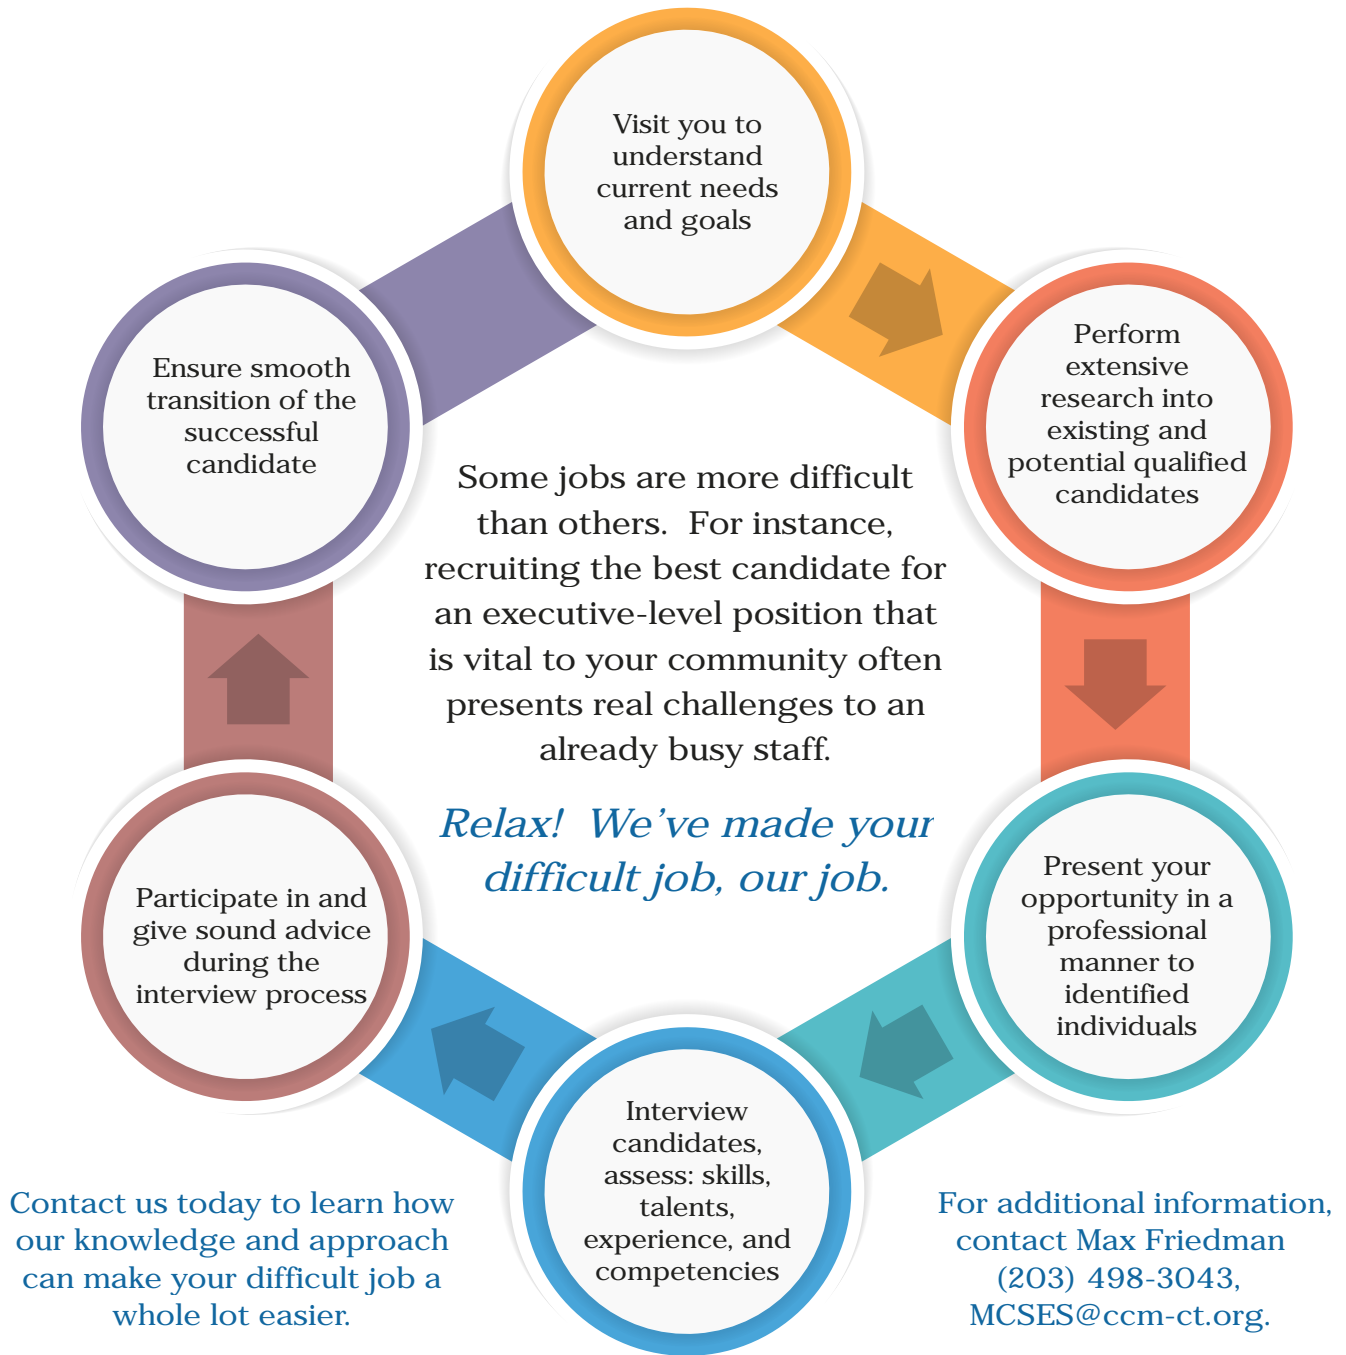 Visit you to
understand
current needs
and goals
Perform
extensive
research into
existing and
potential qualified
candidates
Present your
opportunity in a
professional
manner to
identified
individuals
Interview
candidates,
assess: skills,
talents,
experience, and
competencies
Participate in and
give sound advice
during the
interview process
Ensure smooth
transition of the
successful
candidate
Some jobs are more difficult
than others.  For instance,
recruiting the best candidate for
an executive-level position that
is vital to your community often
presents real challenges to an
already busy staff.
Relax!  We’ve made your
difficult job, our job.
Contact us today to learn how
our knowledge and approach
can make your difficult job a
whole lot easier.
For additional information,
contact Max Friedman
(203) 498-3043,
MCSES@ccm-ct.org.